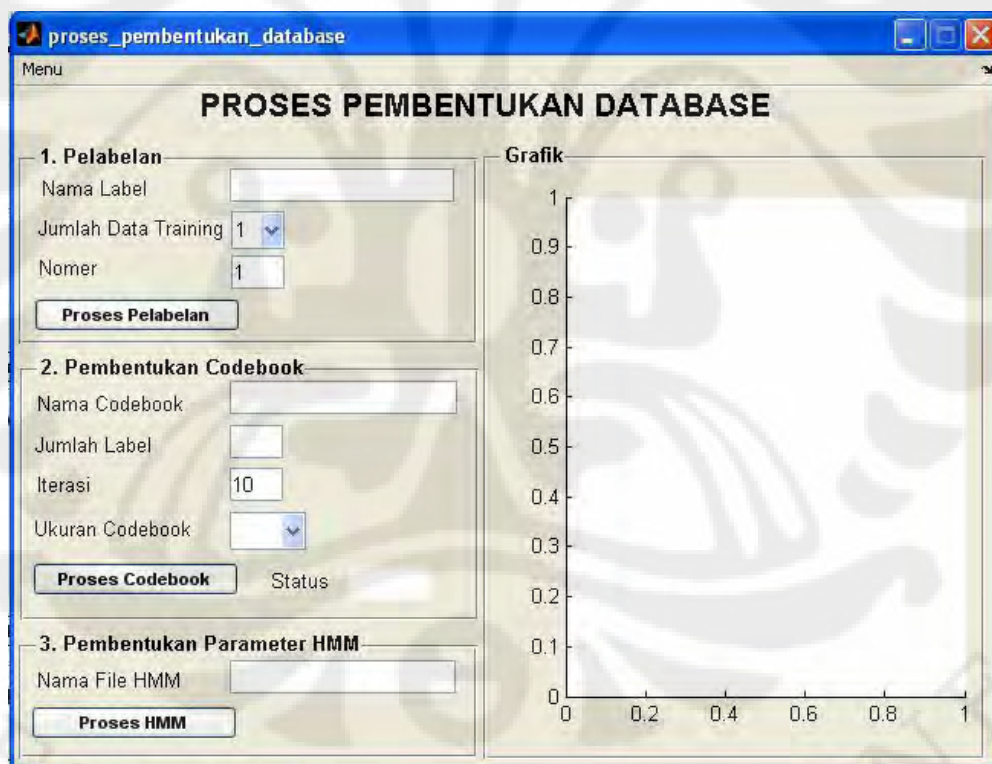 proses_pembentukan_database
Menu
PROSES PEMBENTUKAN DATABASE
1. Pelabelan
Nama Label
Jumlah Data Training 1
Nomer 1
Proses Pelabelan
2. Pembentukan Codebook
Nama Codebook
Jumlah Label
Iterasi 10
Ukuran Codebook
Proses Codebook Status
3. Pembentukan Parameter HMM
Nama File HMM
Proses HMM
Grafik
1
0.9
0.8
0.7
0.6
0.5
0.4
0.3
0.2
0.1
0
0 0.2 0.4 0.6 0.8 1